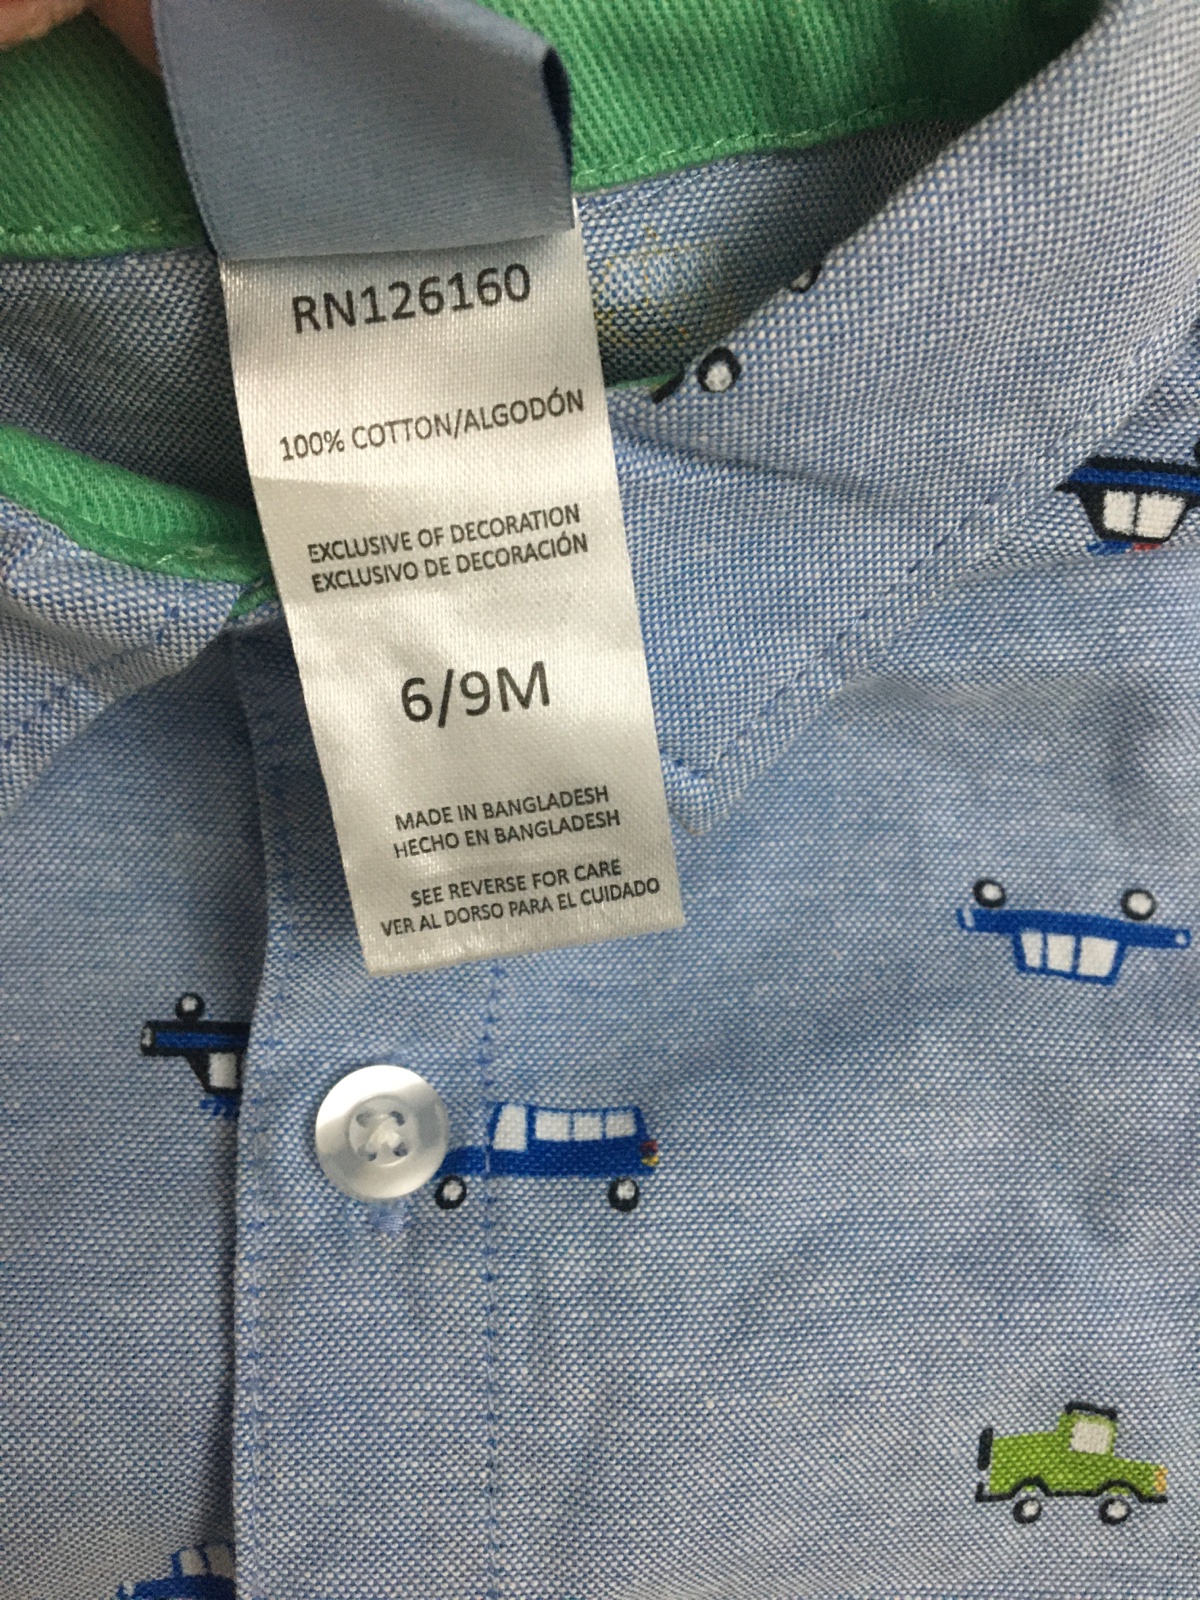 RN126160
100% COTTON/ALGODÓN
EXCLUSIVE OF DECORATION
EXCLUSIVO DE DECORACIÓN
6/9M
MADE IN BANGLADESH
HECHO EN BANGLADESH
SEE REVERSE FOR CARE
VER AL DORSO PARA EL CUIDADO